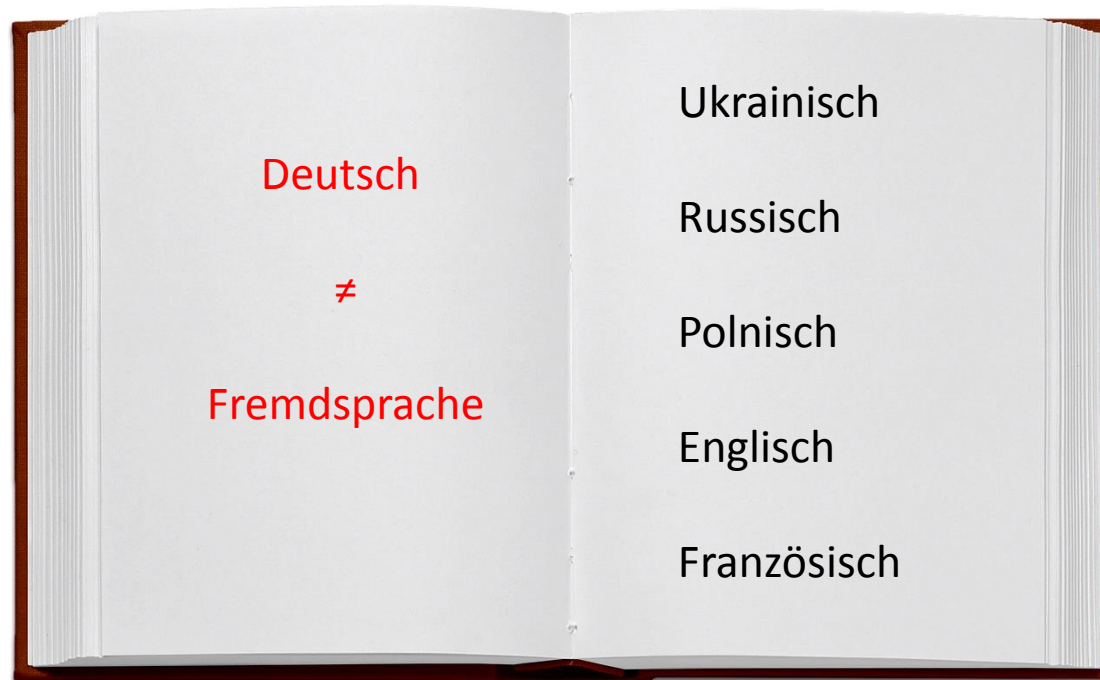 Deutsch
≠
Fremdsprache
Ukrainisch
Russisch
Polnisch
Englisch
Französisch